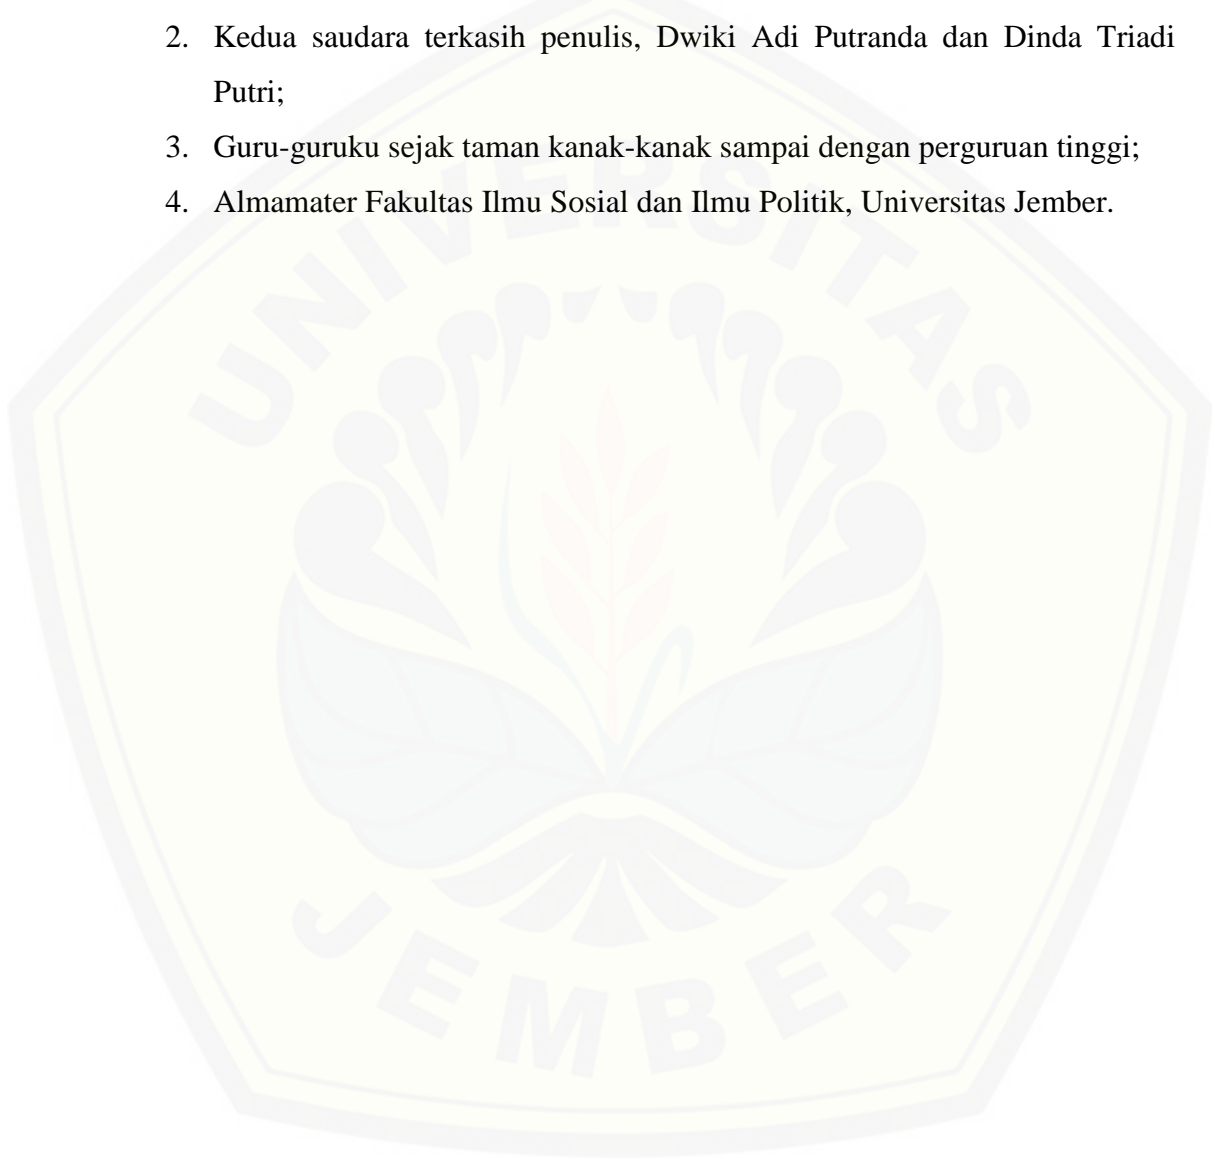 2. Kedua saudara terkasih penulis, Dwiki Adi Putranda dan Dinda Triadi
Putri;
3. Guru-guruku sejak taman kanak-kanak sampai dengan perguruan tinggi;
4. Almamater Fakultas Ilmu Sosial dan Ilmu Politik, Universitas Jember.
UNIVERSITAS
JEMBER